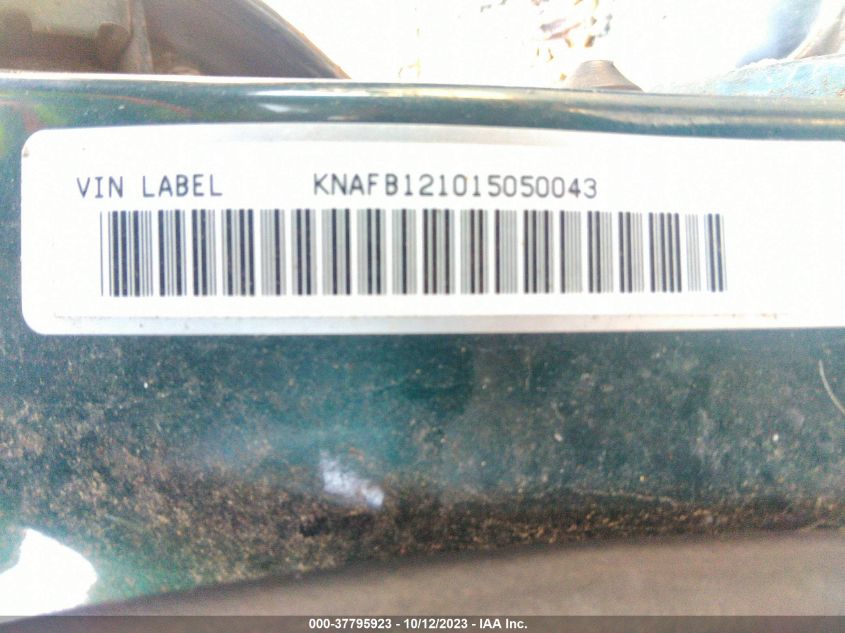 VIN LABEL KNAFB121015050043
000-37795923 - 10/12/2023 - IAA Inc.